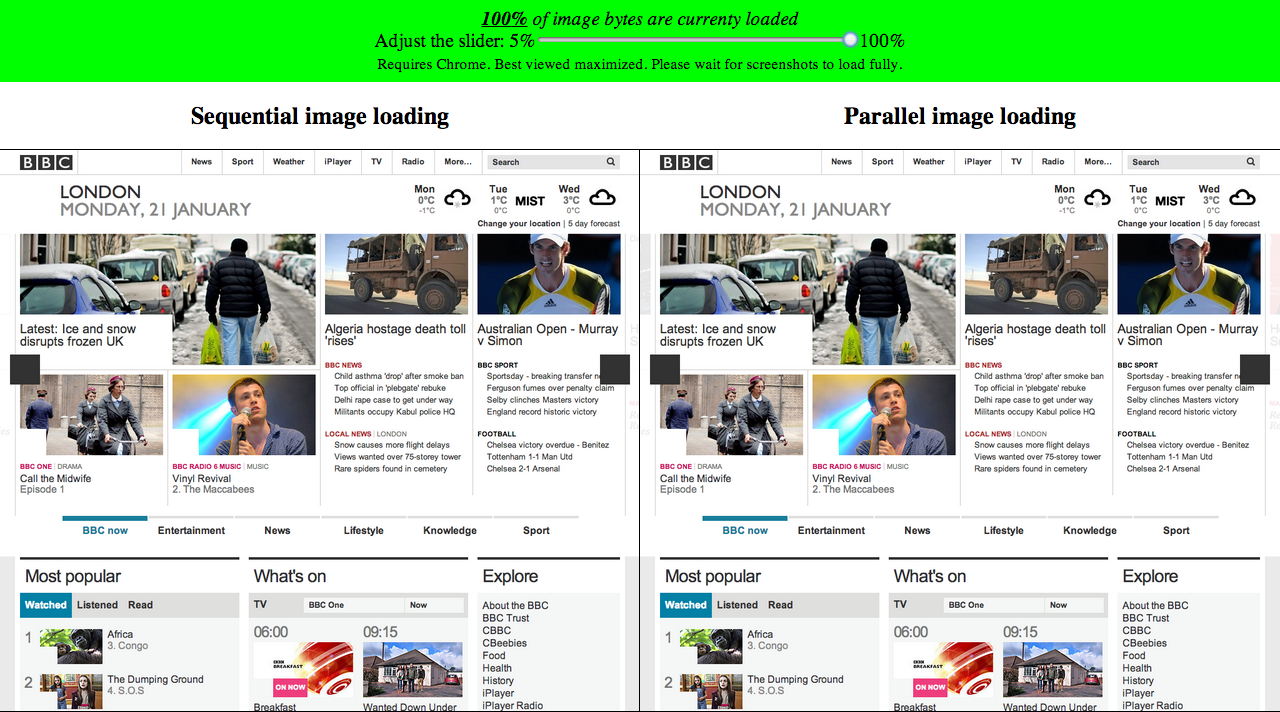 100% of image bytes are currenty loaded
Adjust the slider: 5% 100%
Requires Chrome. Best viewed maximized. Please wait for screenshots to load fully.
Sequential image loading
BBC
News Sport Weather iPlayer TV Radio More... Search
LONDON
MONDAY, 21 JANUARY
Mon 0°C -1°C
Tue 1°C 0°C MIST
Wed 3°C 0°C
Change your location | 5 day forecast
Latest: Ice and snow
disrupts frozen UK
Algeria hostage death toll
'rises'
BBC NEWS
Child asthma 'drop' after smoke ban
Top official in 'plebgate' rebuke
Delhi rape case to get under way
Militants occupy Kabul police HQ
LOCAL NEWS | LONDON
Snow causes more flight delays
Views wanted over 75-storey tower
Rare spiders found in cemetery
Australian Open - Murray
v Simon
BBC SPORT
Sportsday - breaking transfer
Ferguson fumes over penalty claim
Selby clinches Masters victory
England record historic victory
FOOTBALL
Chelsea victory overdue - Benitez
Tottenham 1-1 Man Utd
Chelsea 2-1 Arsenal
BBC ONE | DRAMA
Call the Midwife
Episode 1
BBC RADIO 6 MUSIC | MUSIC
Vinyl Revival
2. The Maccabees
BBC now Entertainment News Lifestyle Knowledge Sport
Most popular
Watched Listened Read
1 Africa
3. Congo
2 The Dumping Ground
4. S.O.S
What's on
TV BBC One Now
06:00 09:15
BBC
BREAKFAST
ON NOW
Breakfast Wanted Down Under
Explore
About the BBC
BBC Trust
CBBC
CBeebies
Food
Health
History
iPlayer
iPlayer Radio
Parallel image loading
BBC
News Sport Weather iPlayer TV Radio More... Search
LONDON
MONDAY, 21 JANUARY
Mon 0°C -1°C
Tue 1°C 0°C MIST
Wed 3°C 0°C
Change your location | 5 day forecast
Latest: Ice and snow
disrupts frozen UK
Algeria hostage death toll
'rises'
BBC NEWS
Child asthma 'drop' after smoke ban
Top official in 'plebgate' rebuke
Delhi rape case to get under way
Militants occupy Kabul police HQ
LOCAL NEWS | LONDON
Snow causes more flight delays
Views wanted over 75-storey tower
Rare spiders found in cemetery
Australian Open - Murray
v Simon
BBC SPORT
Sportsday - breaking transfer
Ferguson fumes over penalty claim
Selby clinches Masters victory
England record historic victory
FOOTBALL
Chelsea victory overdue - Benitez
Tottenham 1-1 Man Utd
Chelsea 2-1 Arsenal
BBC ONE | DRAMA
Call the Midwife
Episode 1
BBC RADIO 6 MUSIC | MUSIC
Vinyl Revival
2. The Maccabees
BBC now Entertainment News Lifestyle Knowledge Sport
Most popular
Watched Listened Read
1 Africa
3. Congo
2 The Dumping Ground
4. S.O.S
What's on
TV BBC One Now
06:00 09:15
BBC
BREAKFAST
ON NOW
Breakfast Wanted Down Under
Explore
About the BBC
BBC Trust
CBBC
CBeebies
Food
Health
History
iPlayer
iPlayer Radio